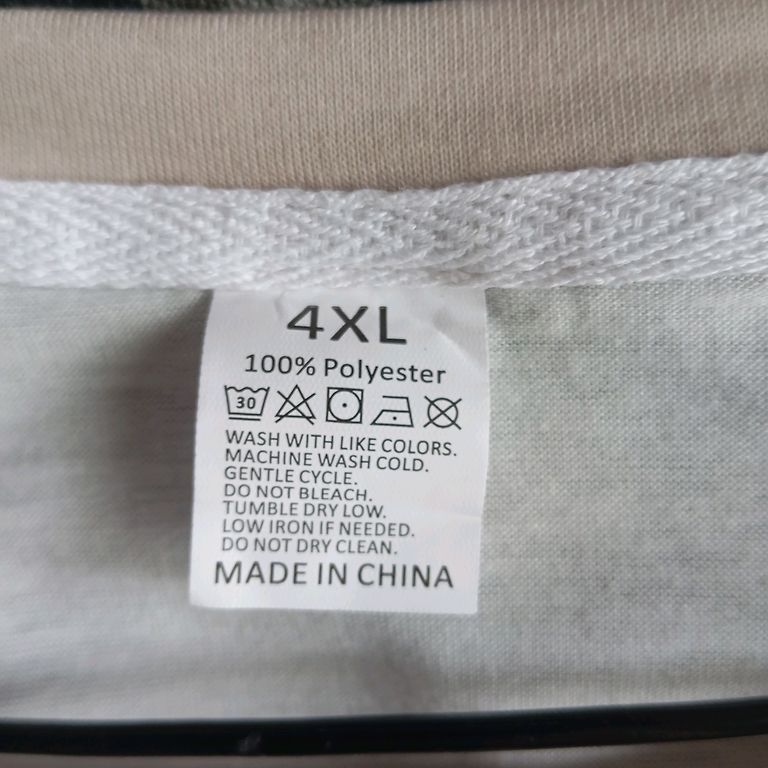 4XL
100% Polyester
30
WASH WITH LIKE COLORS.
MACHINE WASH COLD.
GENTLE CYCLE.
DO NOT BLEACH.
TUMBLE DRY LOW.
LOW IRON IF NEEDED.
DO NOT DRY CLEAN.
MADE IN CHINA